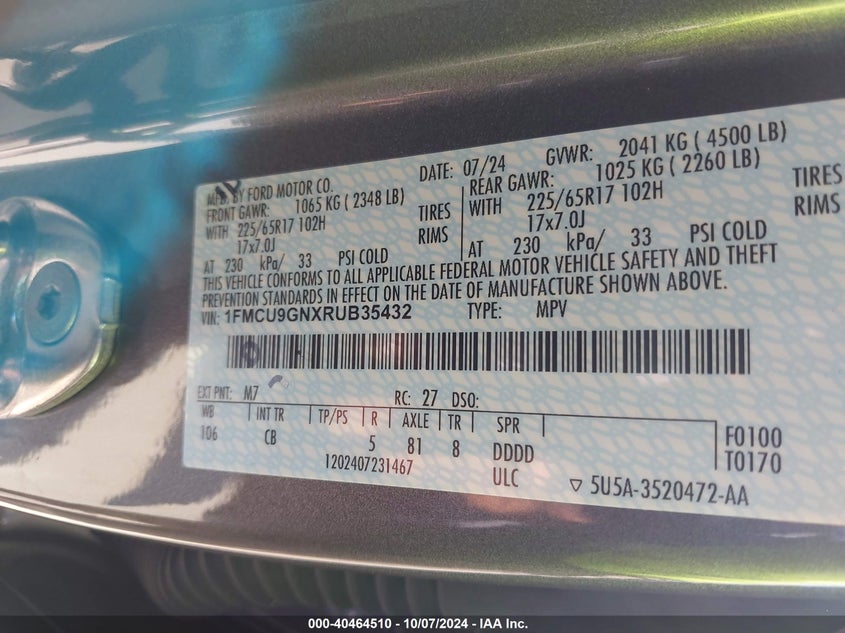 MFD. BY FORD MOTOR CO.
DATE: 07/24 GVWR: 2041 KG ( 4500 LB)
FRONT GAWR: 1065 KG ( 2348 LB)
REAR GAWR: 1025 KG ( 2260 LB)
WITH 225/65R17 102H TIRES
WITH 225/65R17 102H TIRES
17x7.0J RIMS
17x7.0J RIMS
AT 230 kPa/ 33 PSI COLD
AT 230 kPa/ 33 PSI COLD
THIS VEHICLE CONFORMS TO ALL APPLICABLE FEDERAL MOTOR VEHICLE SAFETY AND THEFT
PREVENTION STANDARDS IN EFFECT ON THE DATE OF MANUFACTURE SHOWN ABOVE.
VIN: 1FMCU9GNXRUB35432 TYPE: MPV
EXT PNT: M7 RC: 27 DSO:
WB INT TR TP/PS R AXLE TR SPR
106 CB 5 81 8 DDDD
F0100
T0170
1202407231467 ULC
5U5A-3520472-AA
000-40464510 - 10/07/2024 - IAA Inc.